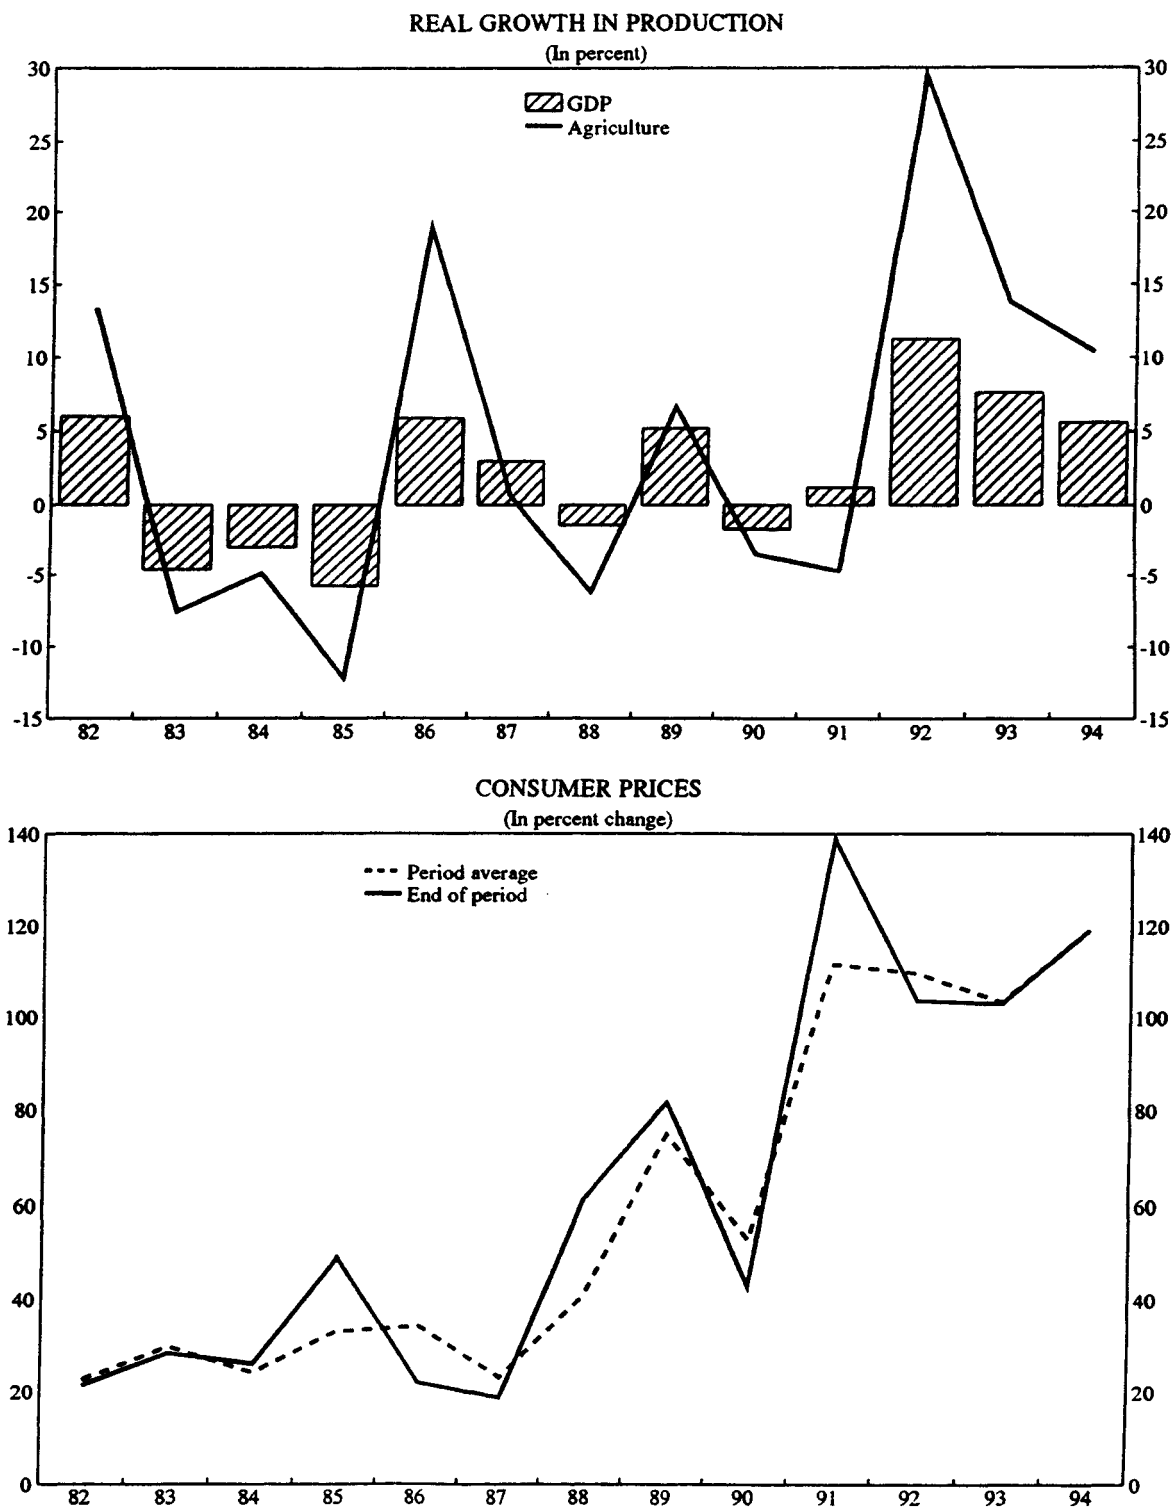 REAL GROWTH IN PRODUCTION
(In percent)
30 30
GDP
Agriculture
25 25
20 20
15 15
10 10
5 5
0 0
-5 -5
-10 -10
-15 -15
82 83 84 85 86 87 88 89 90 91 92 93 94
CONSUMER PRICES
(In percent change)
140 140
Period average
End of period
120 120
100 100
80 80
60 60
40 40
20 20
0 0
82 83 84 85 86 87 88 89 90 91 92 93 94